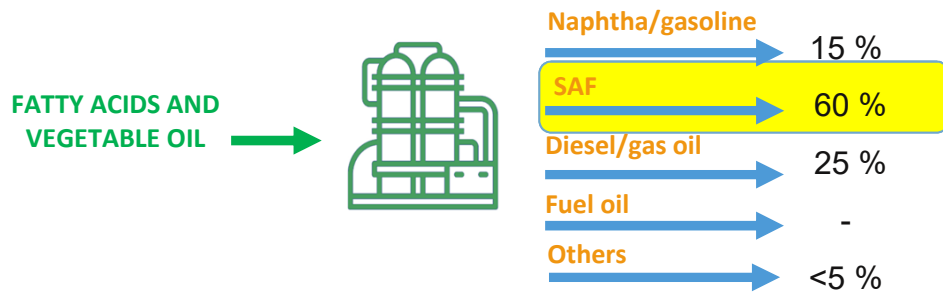 FATTY ACIDS AND
VEGETABLE OIL
Naphtha/gasoline
15 %
SAF
60 %
Diesel/gas oil
25 %
Fuel oil
-
Others
<5 %